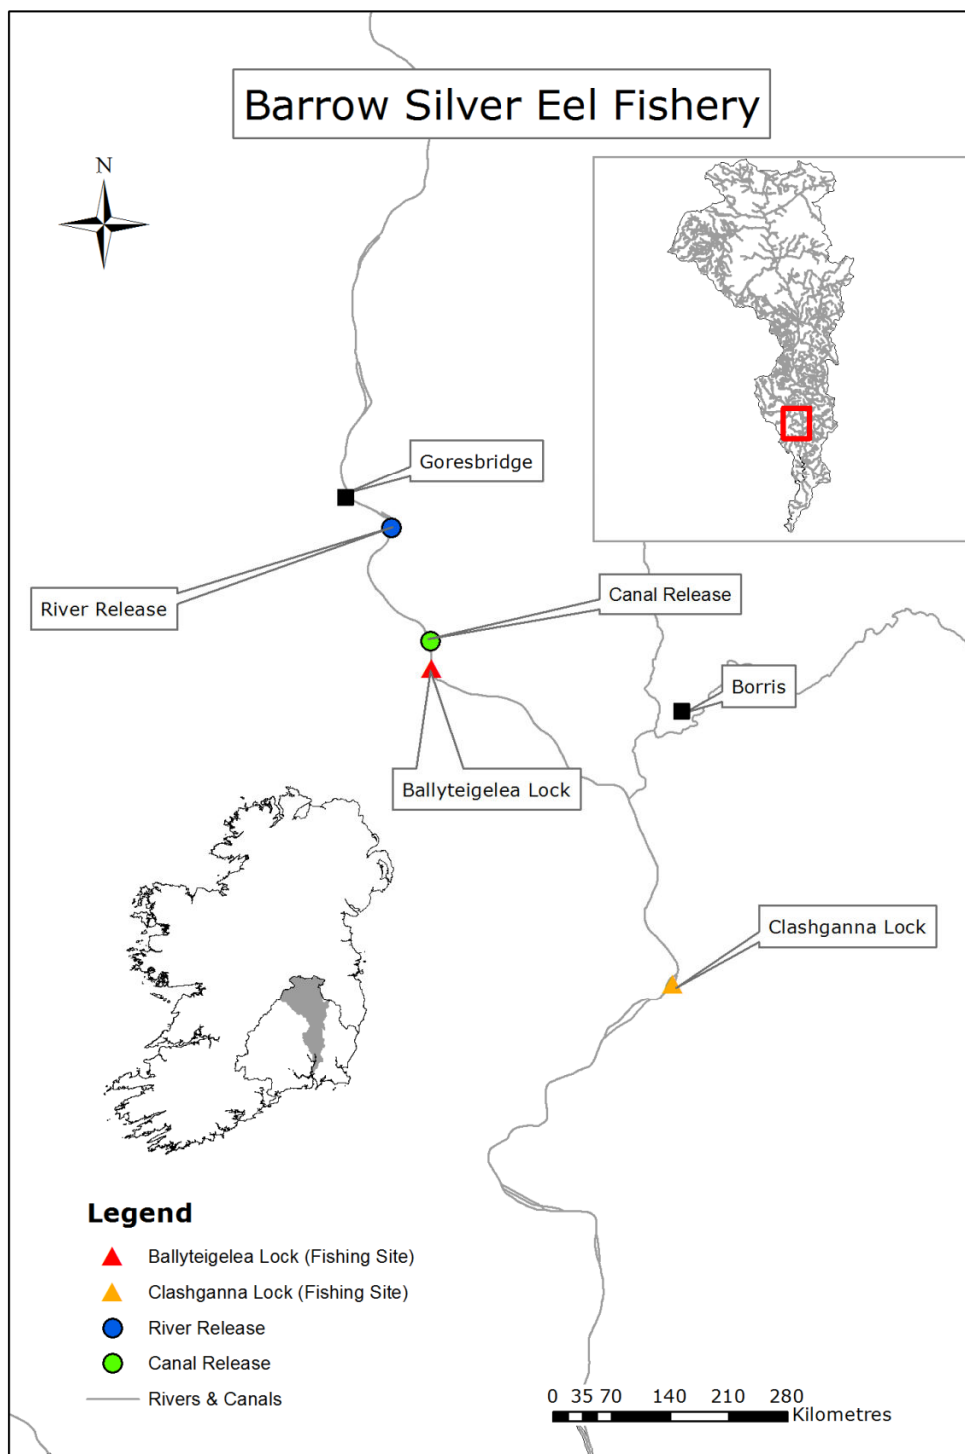 Barrow Silver Eel Fishery
N
Goresbridge
River Release
Canal Release
Borris
Ballyteigelea Lock
Clashganna Lock
Legend
Ballyteigelea Lock (Fishing Site)
Clashganna Lock (Fishing Site)
River Release
Canal Release
Rivers & Canals
0 35 70 140 210 280
Kilometres